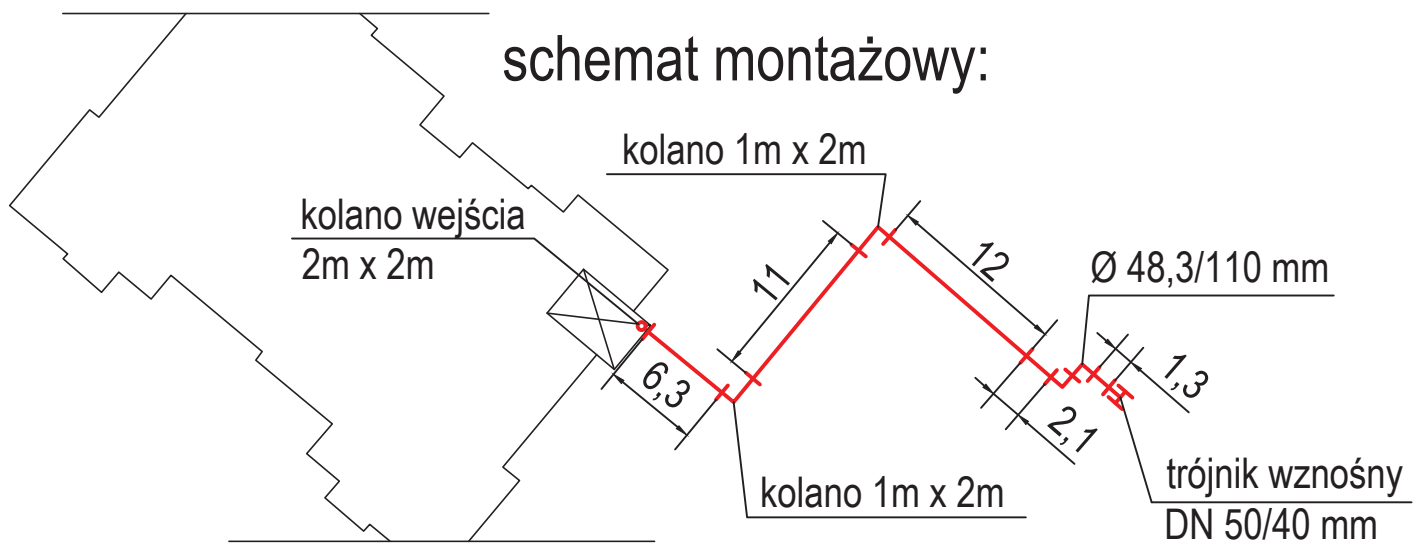 schemat montażowy:
kolano 1m x 2m
kolano wejścia
2m x 2m
11
12
Ø 48,3/110 mm
6,3
1,3
2,1
trójnik wznośny
DN 50/40 mm
kolano 1m x 2m